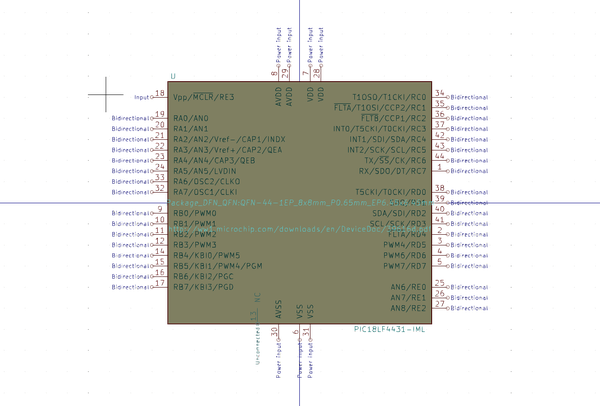 Power Input
Power Input
Power Input
Power Input
8
29
7
28
U
AVDD
AVDD
VDD
VDD
Input 18 Vpp/MCLR/RE3
Bidirectional 19 RA0/AN0
Bidirectional 20 RA1/AN1
Bidirectional 21 RA2/AN2/Vref-/CAP1/INDX
Bidirectional 22 RA3/AN3/Vref+/CAP2/QEA
Bidirectional 23 RA4/AN4/CAP3/QEB
Bidirectional 24 RA5/AN5/LVDIN
Bidirectional 33 RA6/OSC2/CLKO
Bidirectional 32 RA7/OSC1/CLKI
Bidirectional 9 RB0/PWM0
Bidirectional 10 RB1/PWM1
Bidirectional 11 RB2/PWM2
Bidirectional 12 RB3/PWM3
Bidirectional 14 RB4/KBI0/PWM5
Bidirectional 15 RB5/KBI1/PWM4/PGM
Bidirectional 16 RB6/KBI2/PGC
Bidirectional 17 RB7/KBI3/PGD
T1OSO/T1CKI/RC0 34 Bidirectional
FLTA/T1OSI/CCP2/RC1 35 Bidirectional
FLTB/CCP1/RC2 36 Bidirectional
INT0/T5CKI/T0CKI/RC3 37 Bidirectional
INT1/SDI/SDA/RC4 42 Bidirectional
INT2/SCK/SCL/RC5 43 Bidirectional
TX/SS/CK/RC6 44 Bidirectional
RX/SDO/DT/RC7 1 Bidirectional
T5CKI/T0CKI/RD0 38 Bidirectional
39 Bidirectional
SDA/SDI/RD2 40 Bidirectional
SCL/SCK/RD3 41 Bidirectional
FLTA/RD4 2 Bidirectional
PWM4/RD5 3 Bidirectional
PWM6/RD6 4 Bidirectional
PWM7/RD7 5 Bidirectional
AN6/RE0 25 Bidirectional
AN7/RE1 26 Bidirectional
AN8/RE2 27 Bidirectional
Package_DFN_QFN:QFN-44-1EP_8x8mm_P0.65mm
microchip.com/downloads/en/
NC
AVSS
VSS
VSS
13
30
6
31
Unconnected
Power Input
Power Input
Power Input
PIC18LF4431-IML